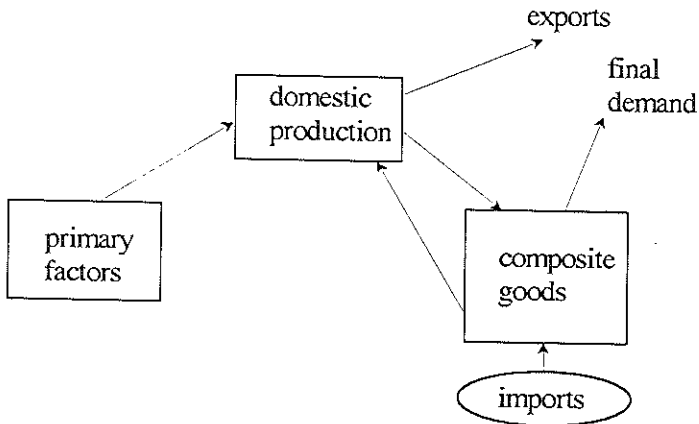 exports
final
demand
domestic
production
primary
factors
composite
goods
imports